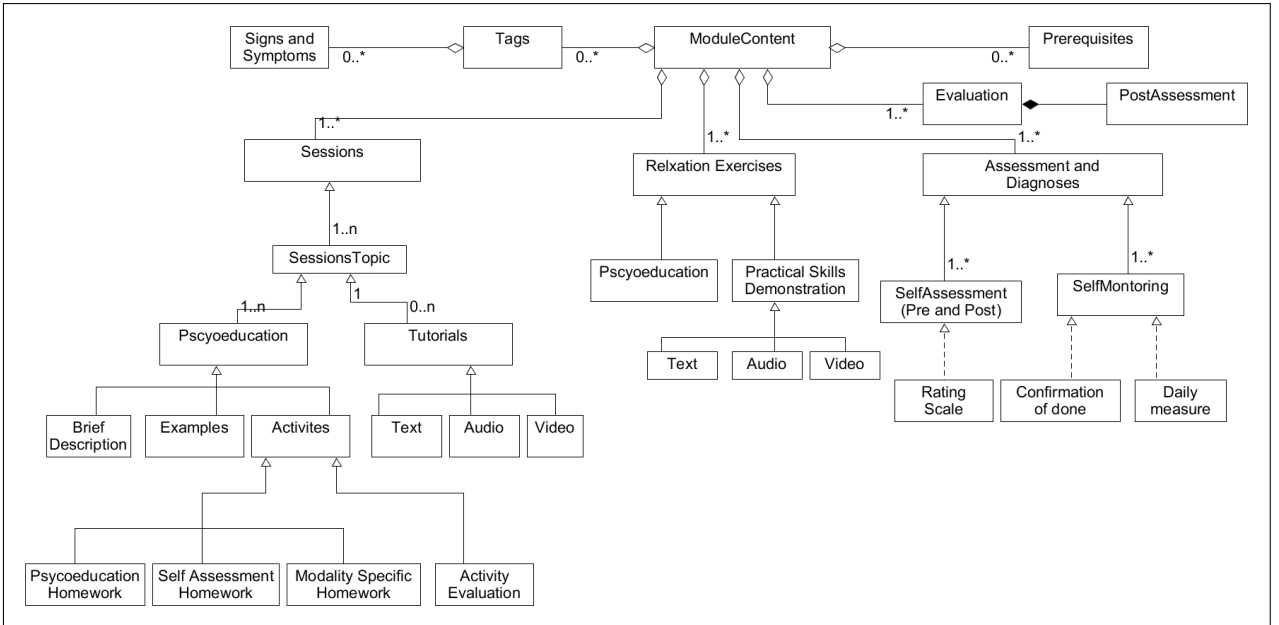 Signs and
Symptoms
0..*
Tags
0..*
ModuleContent
0..*
Prerequisites
Evaluation
1..*
PostAssessment
1..*
Sessions
1..*
Relxation Exercises
1..*
Assessment and
Diagnoses
1..n
SessionsTopic
Pscyoeducation
Practical Skills
Demonstration
1..*
SelfAssessment
(Pre and Post)
1..*
SelfMontoring
1..n
Pscyoeducation
1
0..n
Tutorials
Text
Audio
Video
Rating
Scale
Confirmation
of done
Daily
measure
Brief
Description
Examples
Activites
Text
Audio
Video
Psycoeducation
Homework
Self Assessment
Homework
Modality Specific
Homework
Activity
Evaluation